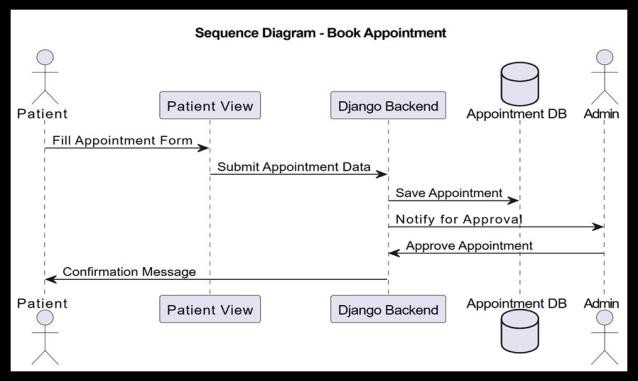 Sequence Diagram - Book Appointment
Patient
Patient View
Django Backend
Appointment DB
Admin
Fill Appointment Form
Submit Appointment Data
Save Appointment
Notify for Approval
Approve Appointment
Confirmation Message
Patient
Patient View
Django Backend
Appointment DB
Admin